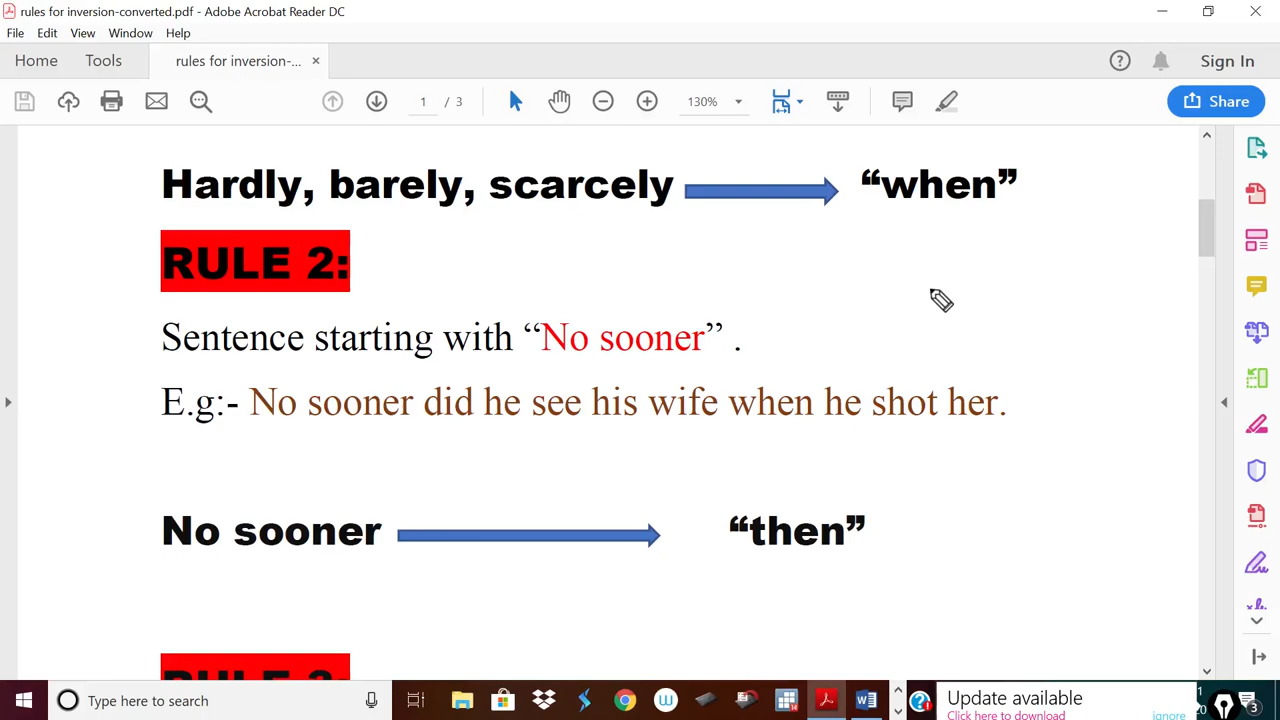 rules for inversion-converted.pdf - Adobe Acrobat Reader DC
File Edit View Window Help
Home Tools rules for inversion-... × Sign In
1 / 3 130% Share
Hardly, barely, scarcely “when”
RULE 2:
Sentence starting with “No sooner” .
E.g:- No sooner did he see his wife when he shot her.
No sooner “then”
Type here to search
Update available
Click here to download ignore
3